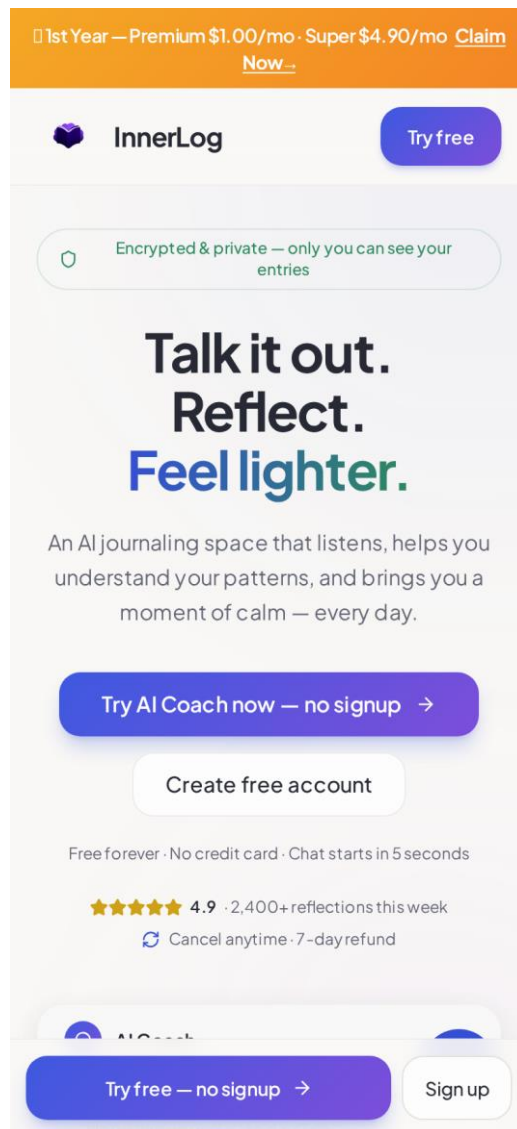 1st Year — Premium $1.00/mo · Super $4.90/mo Claim
Now→
InnerLog
Try free
Encrypted & private — only you can see your
entries
Talk it out.
Reflect.
Feel lighter.
An AI journaling space that listens, helps you
understand your patterns, and brings you a
moment of calm — every day.
Try AI Coach now — no signup →
Create free account
Free forever · No credit card · Chat starts in 5 seconds
4.9 · 2,400+ reflections this week
Cancel anytime · 7-day refund
AI Coach
Try free — no signup →
Sign up